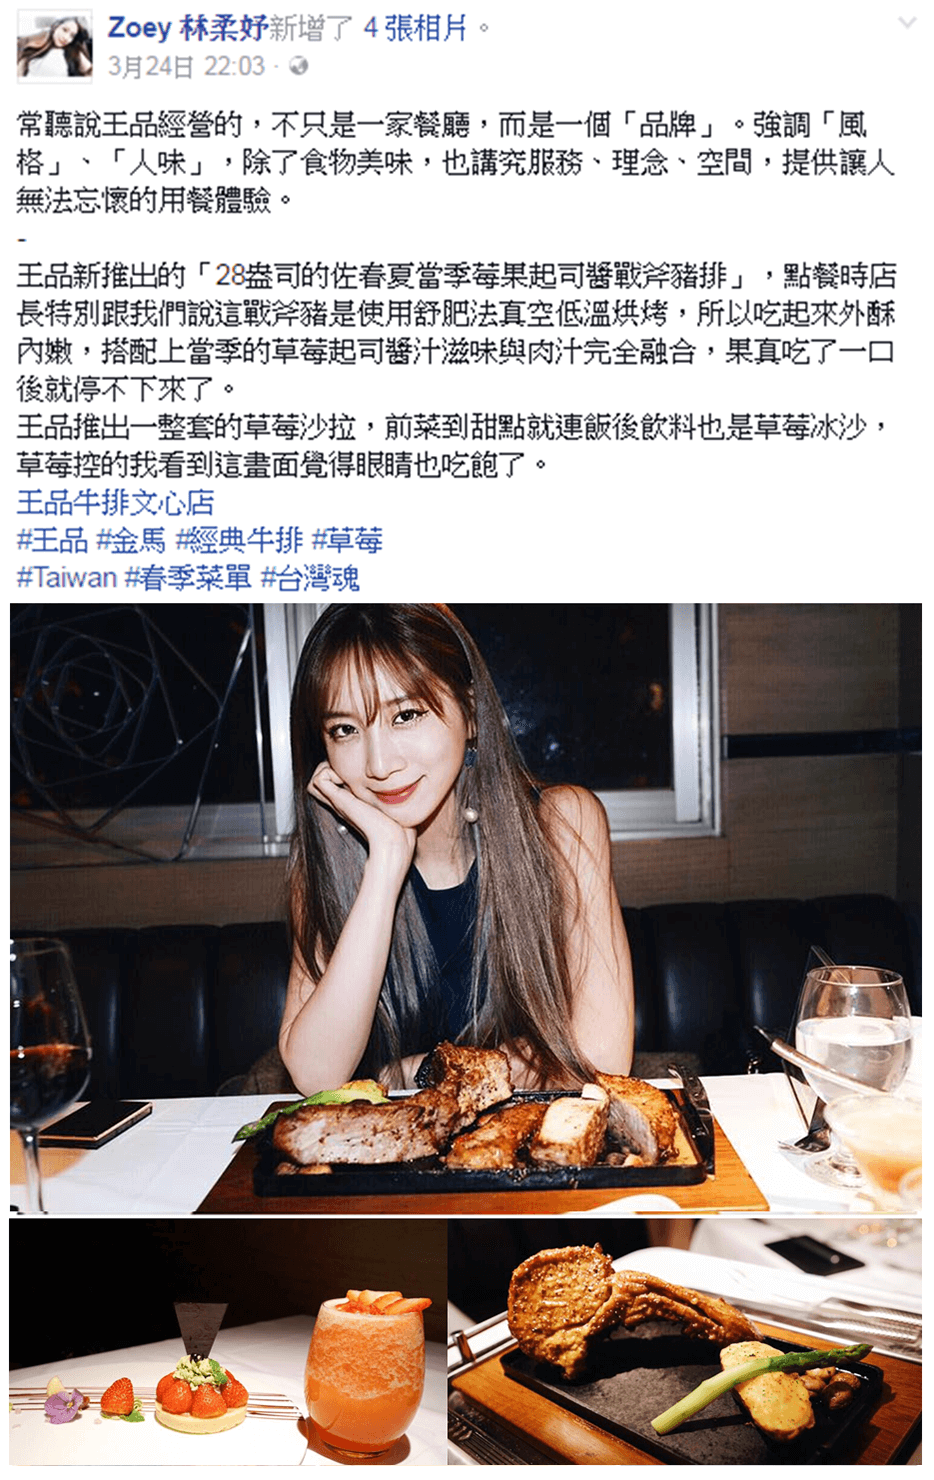 Zoey 林柔妤新增了 4 張相片。
3月24日 22:03 ·
常聽說王品經營的，不只是一家餐廳，而是一個「品牌」。強調「風
格」、「人味」，除了食物美味，也講究服務、理念、空間，提供讓人
無法忘懷的用餐體驗。
-
王品新推出的「28盎司的佐春夏當季莓果起司醬戰斧豬排」，點餐時店
長特別跟我們說這戰斧豬是使用舒肥法真空低溫烘烤，所以吃起來外酥
內嫩，搭配上當季的草莓起司醬汁滋味與肉汁完全融合，果真吃了一口
後就停不下來了。
王品推出一整套的草莓沙拉，前菜到甜點就連飯後飲料也是草莓冰沙，
草莓控的我看到這畫面覺得眼睛也吃飽了。
王品牛排文心店
#王品 #金馬 #經典牛排 #草莓
#Taiwan #春季菜單 #台灣魂